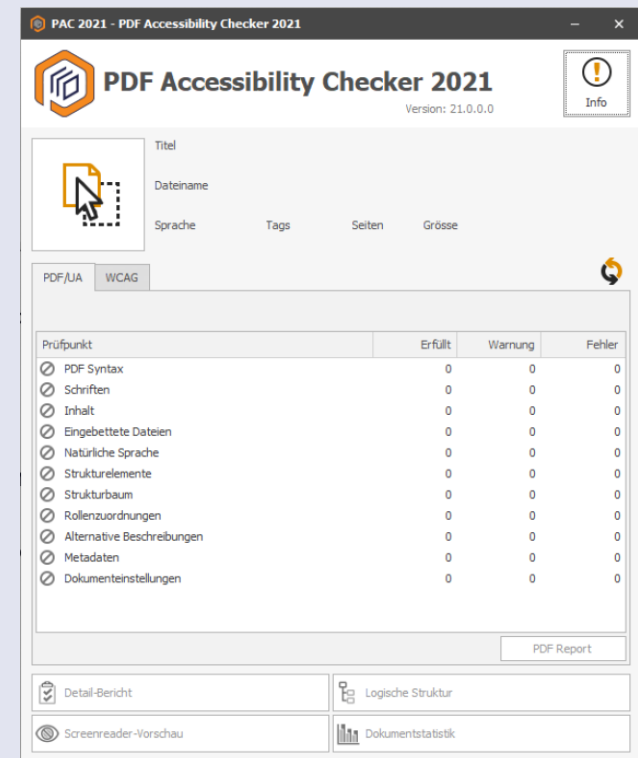 PAC 2021 - PDF Accessibility Checker 2021
PDF Accessibility Checker 2021
Version: 21.0.0.0
Info
Titel
Dateiname
Sprache Tags Seiten Grösse
PDF/UA WCAG
Prüfpunkt Erfüllt Warnung Fehler
PDF Syntax 0 0 0
Schriften 0 0 0
Inhalt 0 0 0
Eingebettete Dateien 0 0 0
Natürliche Sprache 0 0 0
Strukturelemente 0 0 0
Strukturbaum 0 0 0
Rollenzuordnungen 0 0 0
Alternative Beschreibungen 0 0 0
Metadaten 0 0 0
Dokumenteinstellungen 0 0 0
PDF Report
Detail-Bericht Logische Struktur
Screenreader-Vorschau Dokumentstatistik